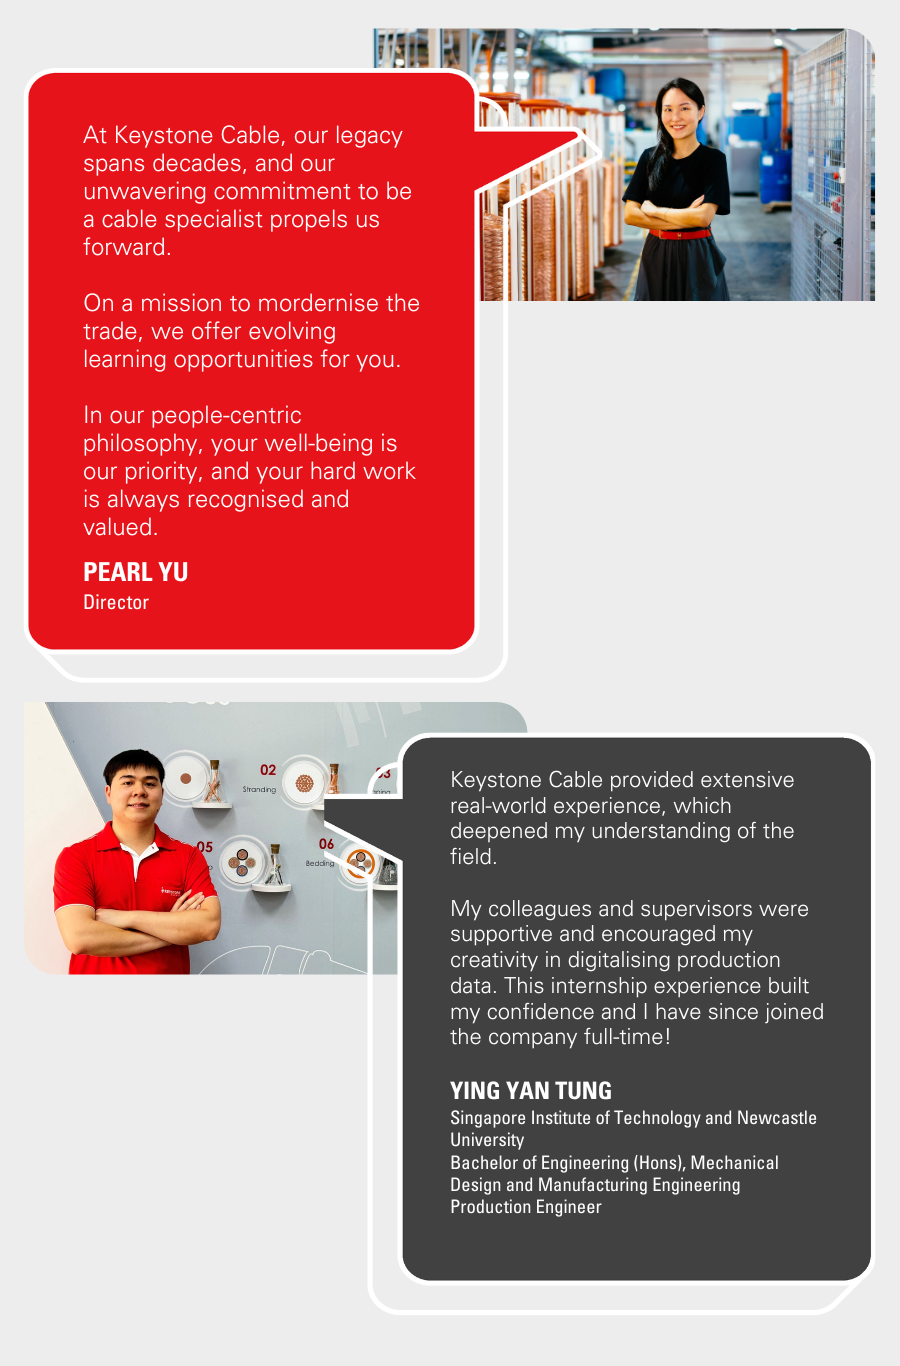 At Keystone Cable, our legacy
spans decades, and our
unwavering commitment to be
a cable specialist propels us
forward.
On a mission to mordernise the
trade, we offer evolving
learning opportunities for you.
In our people-centric
philosophy, your well-being is
our priority, and your hard work
is always recognised and
valued.
PEARL YU
Director
02
Stranding
03
05
06
Bedding
Keystone Cable provided extensive
real-world experience, which
deepened my understanding of the
field.
My colleagues and supervisors were
supportive and encouraged my
creativity in digitalising production
data. This internship experience built
my confidence and I have since joined
the company full-time!
YING YAN TUNG
Singapore Institute of Technology and Newcastle
University
Bachelor of Engineering (Hons), Mechanical
Design and Manufacturing Engineering
Production Engineer